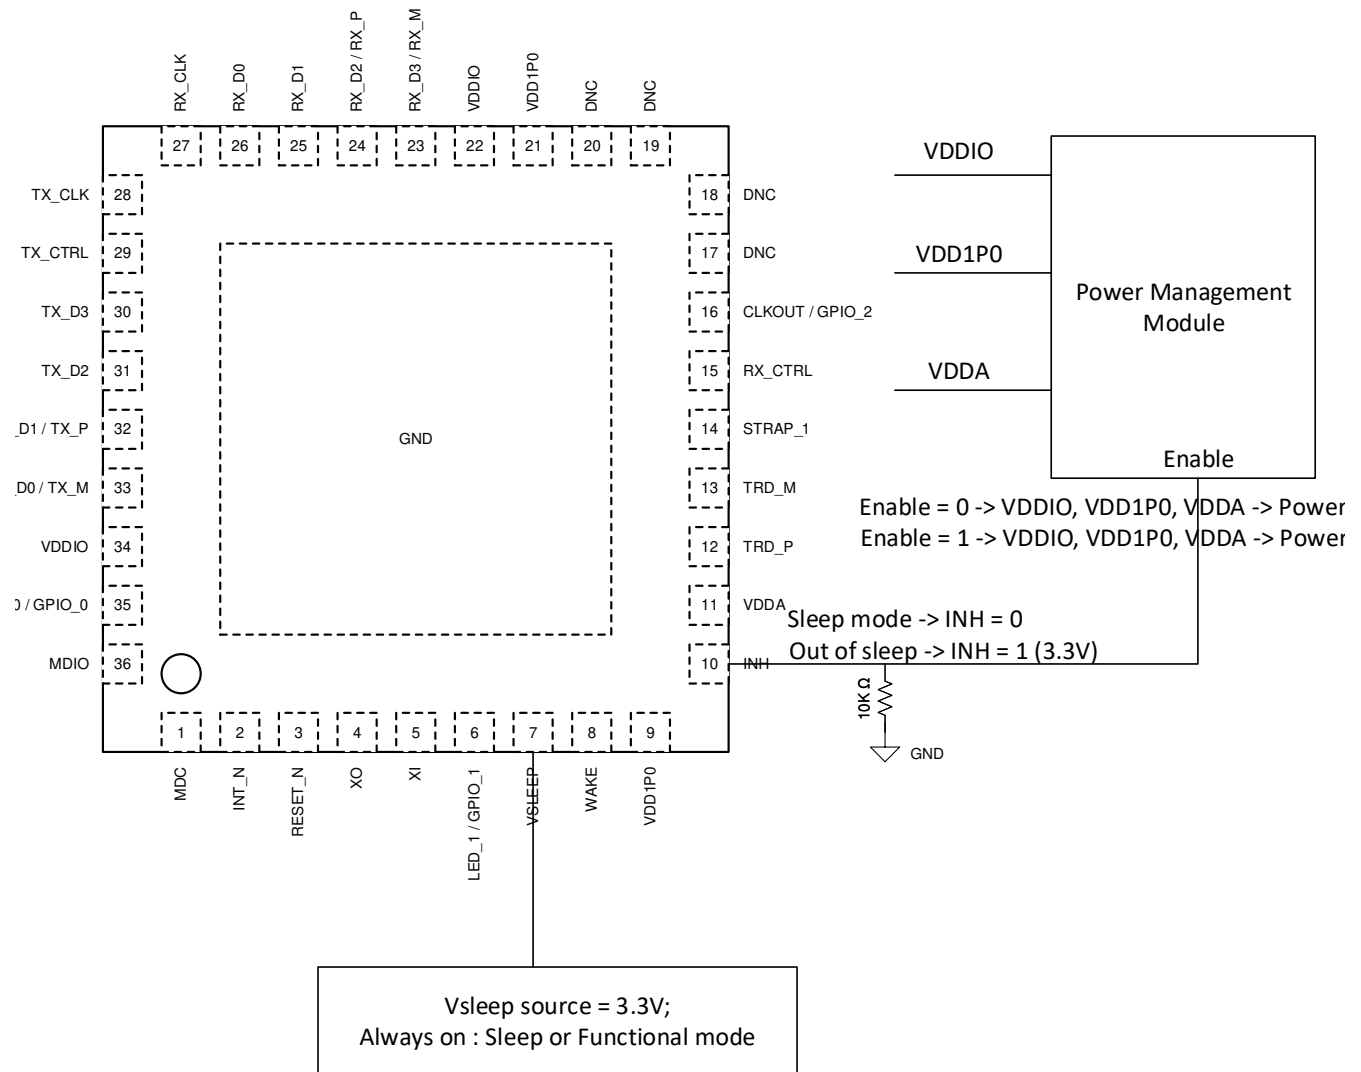 RX_CLK
RX_D0
RX_D1
RX_D2 / RX_P
RX_D3 / RX_M
VDDIO
VDD1P0
DNC
DNC
27
26
25
24
23
22
21
20
19
TX_CLK
28
TX_CTRL
29
TX_D3
30
TX_D2
31
_D1 / TX_P
32
_D0 / TX_M
33
VDDIO
34
/ GPIO_0
35
MDIO
36
GND
18
DNC
17
DNC
16
CLKOUT / GPIO_2
15
RX_CTRL
14
STRAP_1
13
TRD_M
12
TRD_P
11
VDDA
10
INH
1
2
3
4
5
6
7
8
9
MDC
INT_N
RESET_N
XO
XI
LED_1 / GPIO_1
VSLEEP
WAKE
VDD1P0
VDDIO
VDD1P0
VDDA
Power Management
Module
Enable
Enable = 0 -> VDDIO, VDD1P0, VDDA -> Power
Enable = 1 -> VDDIO, VDD1P0, VDDA -> Power
Sleep mode -> INH = 0
Out of sleep -> INH = 1 (3.3V)
10K Ω
GND
Vsleep source = 3.3V;
Always on : Sleep or Functional mode